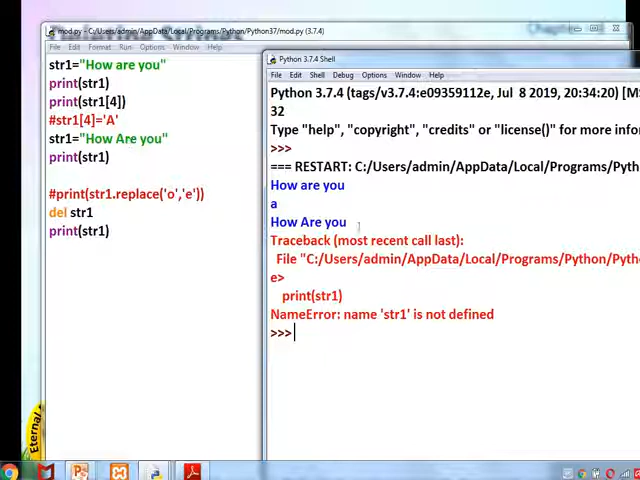 mod.py - C:/Users/admin/AppData/Local/Programs/Python/Python37/mod.py (3.7.4)
File Edit Format Run Options Window Help
str1="How are you"
print(str1)
print(str1[4])
#str1[4]='A'
str1="How Are you"
print(str1)
#print(str1.replace('o','e'))
del str1
print(str1)
Python 3.7.4 Shell
File Edit Shell Debug Options Window Help
Python 3.7.4 (tags/v3.7.4:e09359112e, Jul 8 2019, 20:34:20) [MS
32
Type "help", "copyright", "credits" or "license()" for more infor
>>>
=== RESTART: C:/Users/admin/AppData/Local/Programs/Pyth
How are you
a
How Are you
Traceback (most recent call last):
File "C:/Users/admin/AppData/Local/Programs/Python/Pytho
e>
print(str1)
NameError: name 'str1' is not defined
>>>
Eternal